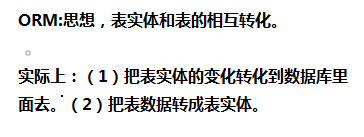 ORM:思想，表实体和表的相互转化。
实际上：（1）把表实体的变化转化到数据库里
面去。（2）把表数据转成表实体。